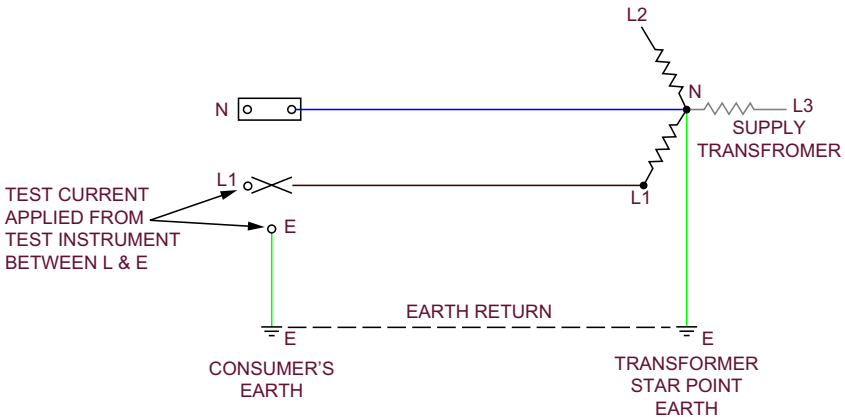 L2
N
N
L3
SUPPLY
TRANSFROMER
L1
L1
TEST CURRENT
APPLIED FROM
TEST INSTRUMENT
BETWEEN L & E
E
EARTH RETURN
E
E
CONSUMER'S
EARTH
TRANSFORMER
STAR POINT
EARTH